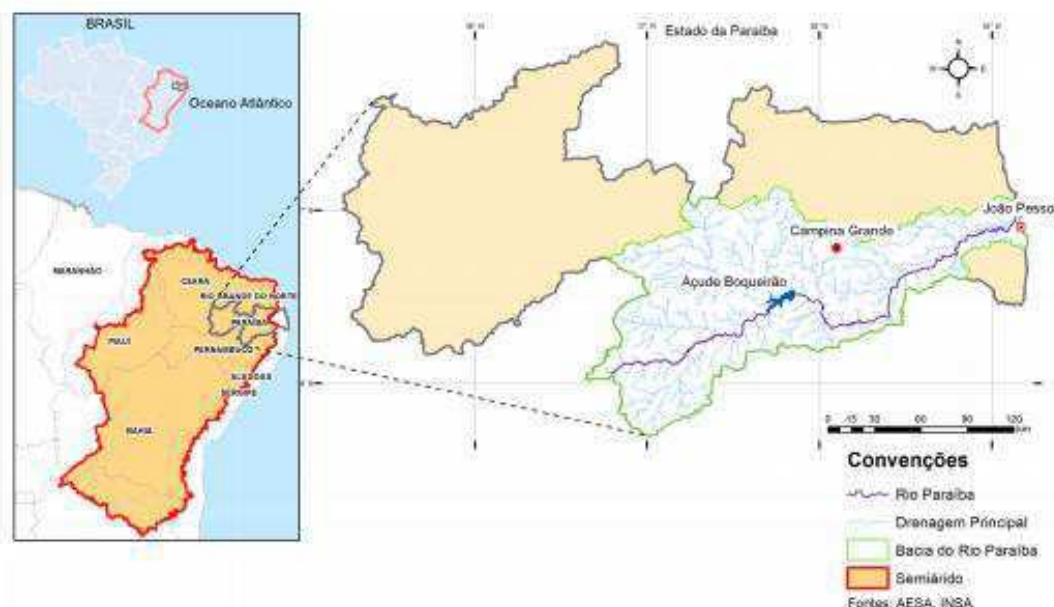 BRASIL
Oceano Atlântico
MARANHÃO
CEARÁ
RIO GRANDE DO NORTE
PARAÍBA
PIAUÍ
PERNAMBUCO
ALAGOAS
SERGIPE
BAHIA
Estado da Paraíba
N
W E
S
João Pesso
Campina Grande
Açude Boqueirão
0 15 30 60 90 120
km
Convenções
Rio Paraíba
Drenagem Principal
Bacia do Rio Paraíba
Semiárido
Fontes: AESA, INSA